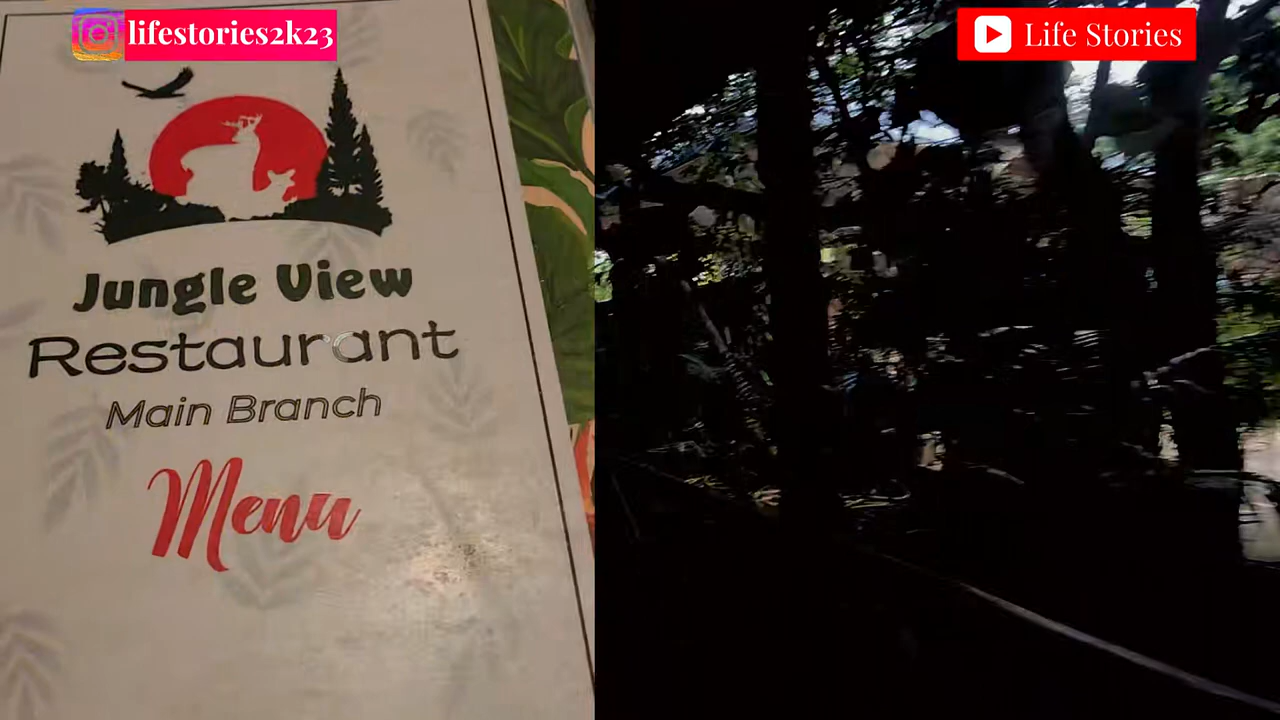 lifestories2k23
Life Stories
Jungle View
Restaurant
Main Branch
Menu